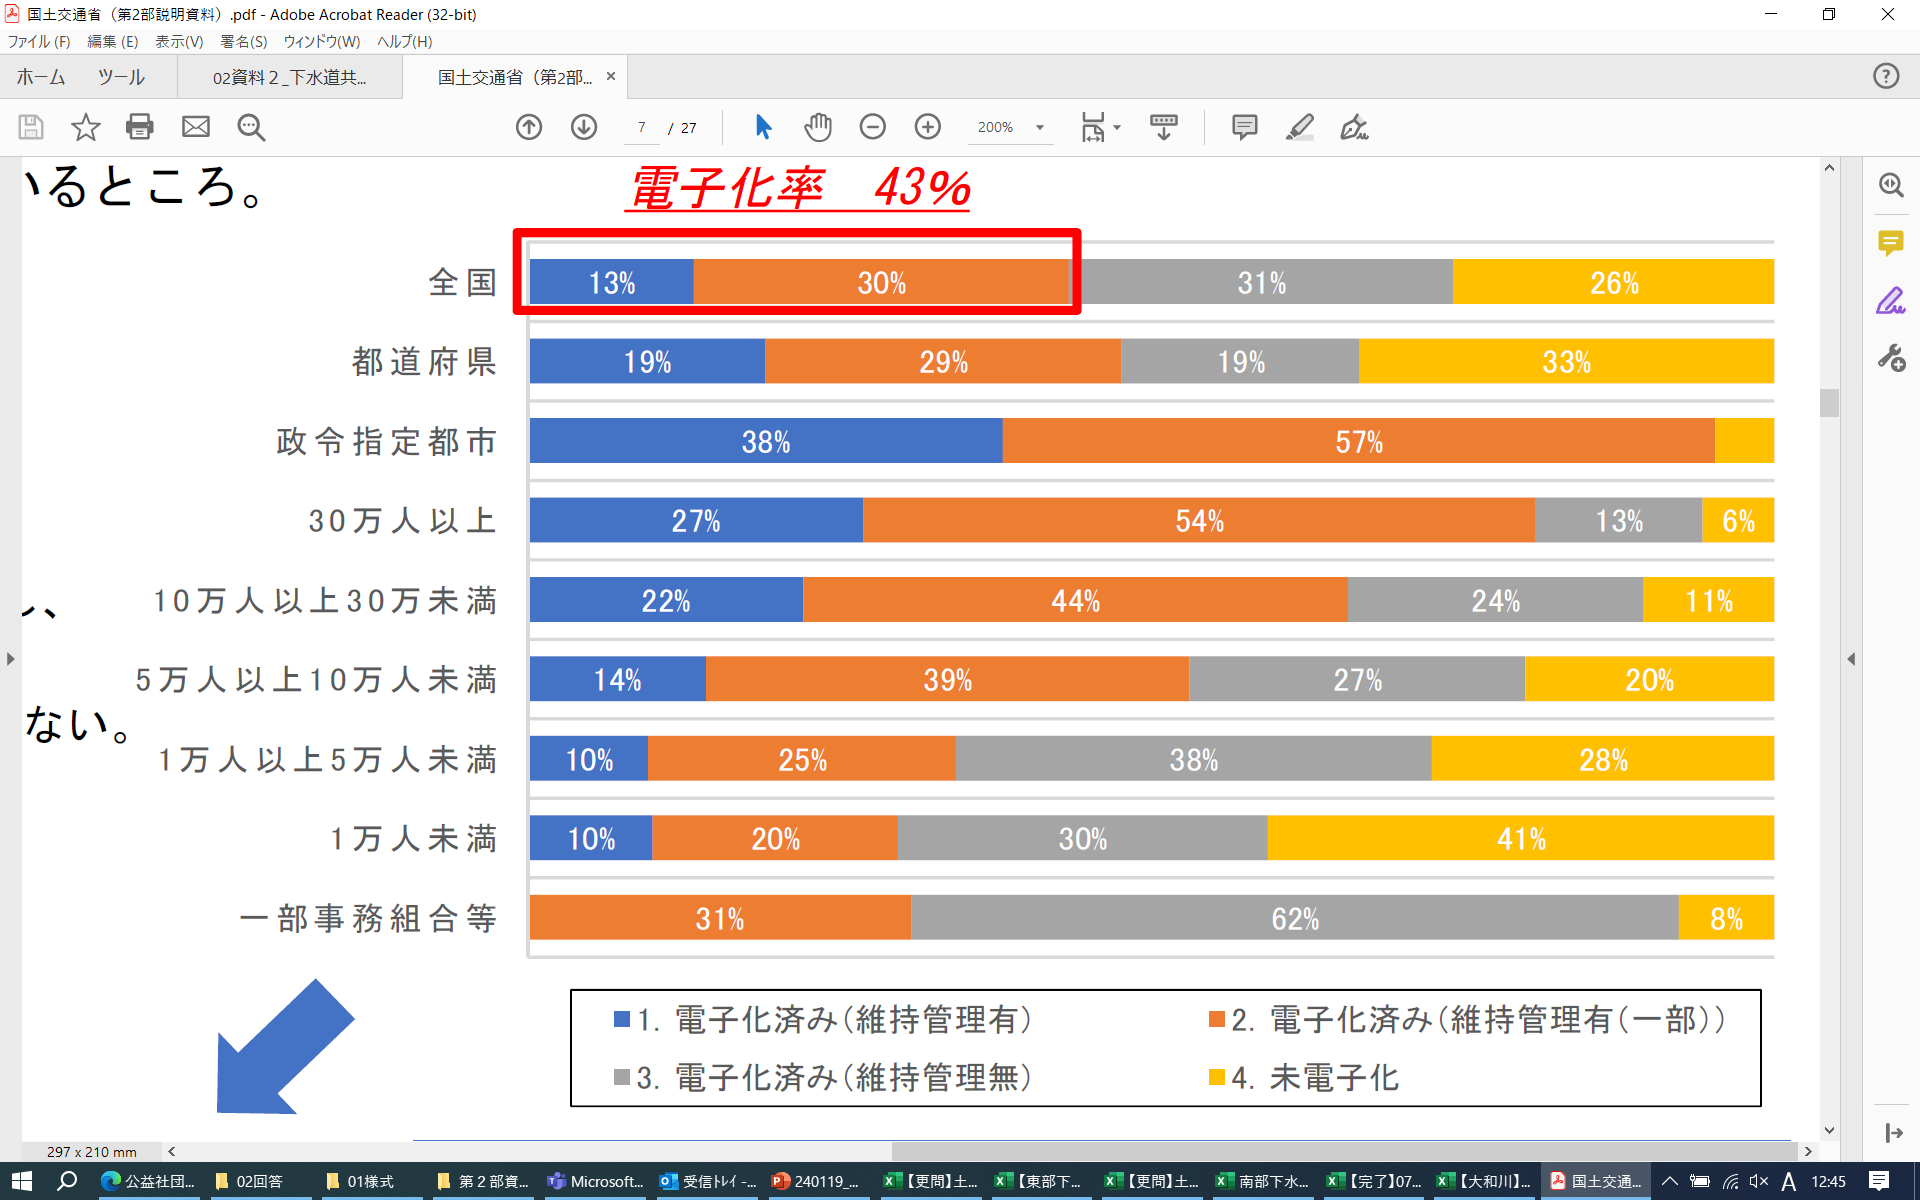 国土交通省（第2部説明資料）.pdf - Adobe Acrobat Reader (32-bit)
ファイル(F) 編集(E) 表示(V) 署名(S) ウィンドウ(W) ヘルプ(H)
ホーム ツール 02資料２_下水道共... 国土交通省（第2部... ×
7 / 27 200%
いるところ。
電子化率 43%
全国 13% 30% 31% 26%
都道府県 19% 29% 19% 33%
政令指定都市 38% 57%
30万人以上 27% 54% 13% 6%
10万人以上30万未満 22% 44% 24% 11%
5万人以上10万人未満 14% 39% 27% 20%
ない。
1万人以上5万人未満 10% 25% 38% 28%
1万人未満 10% 20% 30% 41%
一部事務組合等 31% 62% 8%
1. 電子化済み(維持管理有) 2. 電子化済み(維持管理有(一部))
3. 電子化済み(維持管理無) 4. 未電子化
297 x 210 mm
公益社団... 02回答 01様式 第２部資... Microsoft... 受信トレイ -... 240119_... 【更問】土... 【東部下... 【更問】土... 南部下水... 【完了】07... 【大和川】... 国土交通... A 12:45